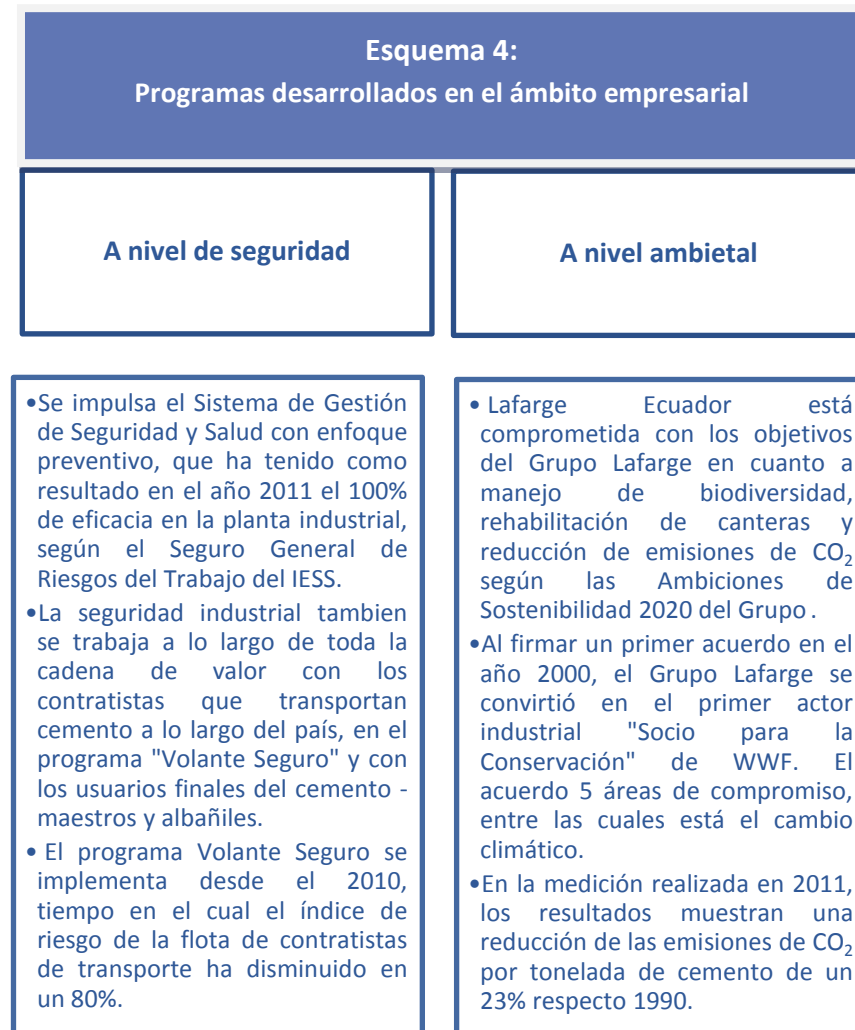 Esquema 4:
Programas desarrollados en el ámbito empresarial
A nivel de seguridad
A nivel ambietal
•Se impulsa el Sistema de Gestión
de Seguridad y Salud con enfoque
preventivo, que ha tenido como
resultado en el año 2011 el 100%
de eficacia en la planta industrial,
según el Seguro General de
Riesgos del Trabajo del IESS.
•La seguridad industrial tambien
se trabaja a lo largo de toda la
cadena de valor con los
contratistas que transportan
cemento a lo largo del país, en el
programa "Volante Seguro" y con
los usuarios finales del cemento -
maestros y albañiles.
• El programa Volante Seguro se
implementa desde el 2010,
tiempo en el cual el índice de
riesgo de la flota de contratistas
de transporte ha disminuido en
un 80%.
• Lafarge Ecuador está
comprometida con los objetivos
del Grupo Lafarge en cuanto a
manejo de biodiversidad,
rehabilitación de canteras y
reducción de emisiones de CO₂
según las Ambiciones de
Sostenibilidad 2020 del Grupo .
•Al firmar un primer acuerdo en el
año 2000, el Grupo Lafarge se
convirtió en el primer actor
industrial "Socio para la
Conservación" de WWF. El
acuerdo 5 áreas de compromiso,
entre las cuales está el cambio
climático.
•En la medición realizada en 2011,
los resultados muestran una
reducción de las emisiones de CO₂
por tonelada de cemento de un
23% respecto 1990.